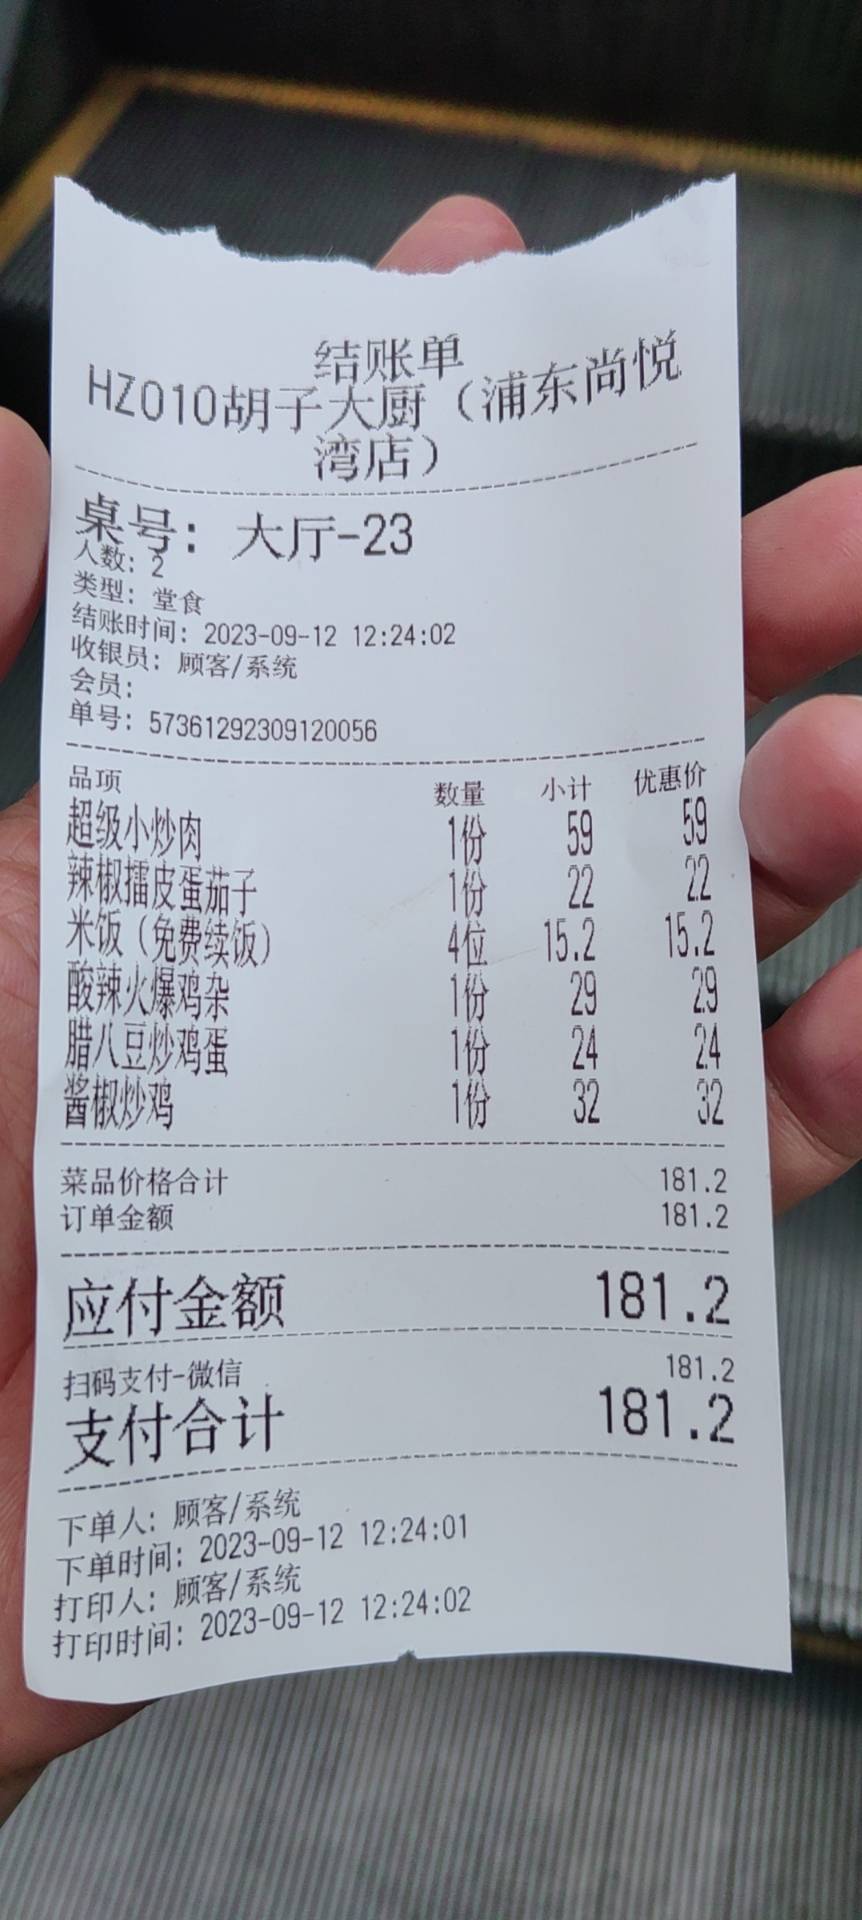 结账单
HZ010胡子大厨（浦东尚悦
湾店）
桌号：大厅-23
人数：2
类型：堂食
结账时间：2023-09-12 12:24:02
收银员：顾客/系统
会员：
单号：573612922309120056
品项 数量 小计 优惠价
超级小炒肉 1份 59 59
辣椒擂皮蛋茄子 1份 22 22
米饭（免费续饭） 4位 15.2 15.2
酸辣火爆鸡杂 1份 29 29
腊八豆炒鸡蛋 1份 24 24
酱椒炒鸡 1份 32 32
菜品价格合计 181.2
订单金额 181.2
应付金额 181.2
扫码支付-微信 181.2
支付合计 181.2
下单人：顾客/系统
下单时间：2023-09-12 12:24:01
打印人：顾客/系统
打印时间：2023-09-12 12:24:02